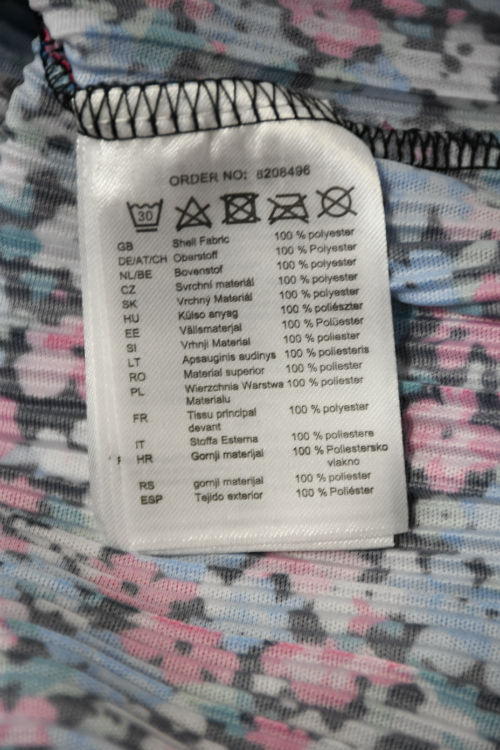 ORDER NO: 8208496
30
GB Shell Fabric 100 % polyester
DE/AT/CH Oberstoff 100 % polyester
NL/BE Bovenstof 100 % polyester
CZ Svrchní materiál 100 % polyester
SK Vrchný Materiál 100 % polyester
HU Külso anyag 100 % poliészter
EE Välismaterjal 100 % Polüester
SI Vrhnji Material 100 % poliester
LT Apsauginis audinys 100 % poliesteris
RO Material superior 100 % poliester
PL Wierzchnia Warstwa 100 % poliester
Materialu
FR Tissu principal 100 % polyester
devant
IT Stoffa Esterna 100 % poliestere
HR Gornji materijal 100 % Poliestersko
vlakno
RS gornji materijal 100 % poliester
ESP Tejido exterior 100 % Poliéster